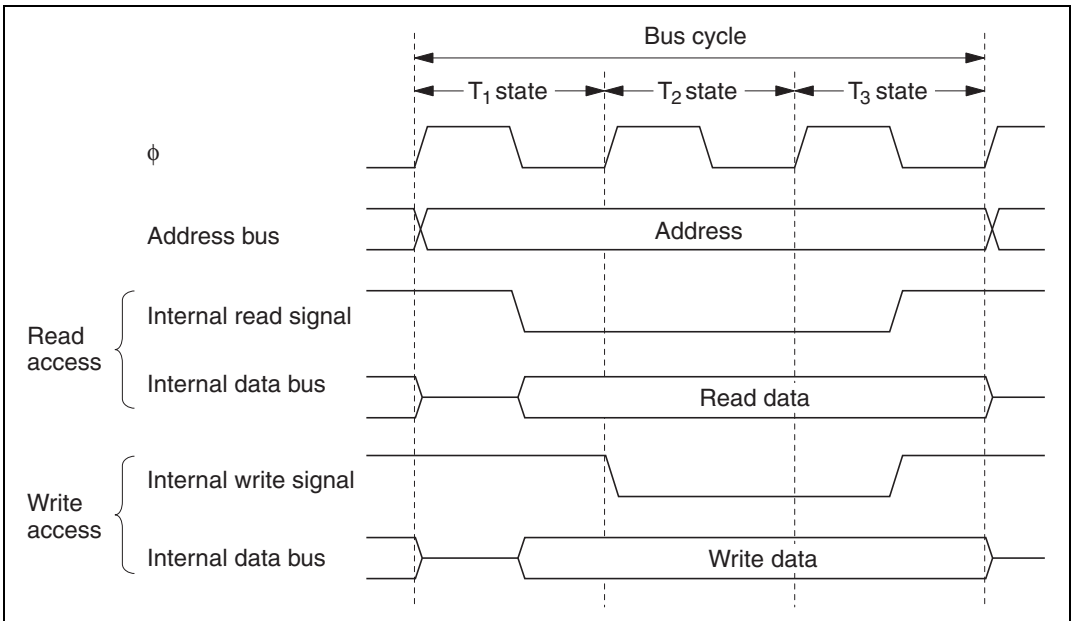 Bus cycle
T₁ state T₂ state T₃ state
ϕ
Address bus Address
Internal read signal
Read
access
Internal data bus Read data
Internal write signal
Write
access
Internal data bus Write data